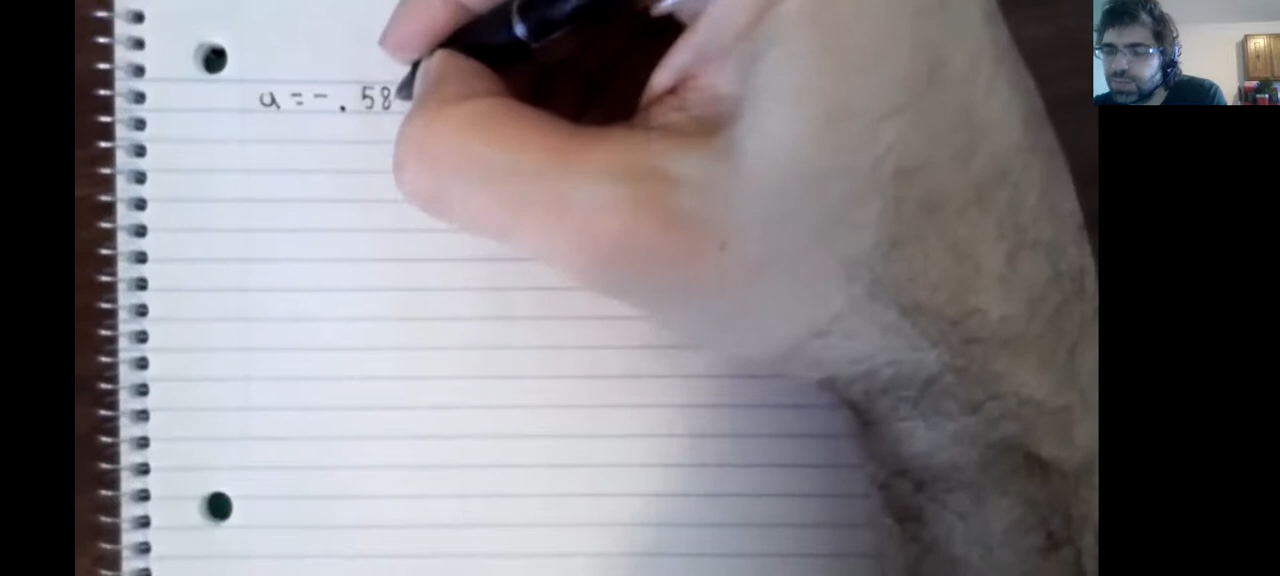 a = - . 58